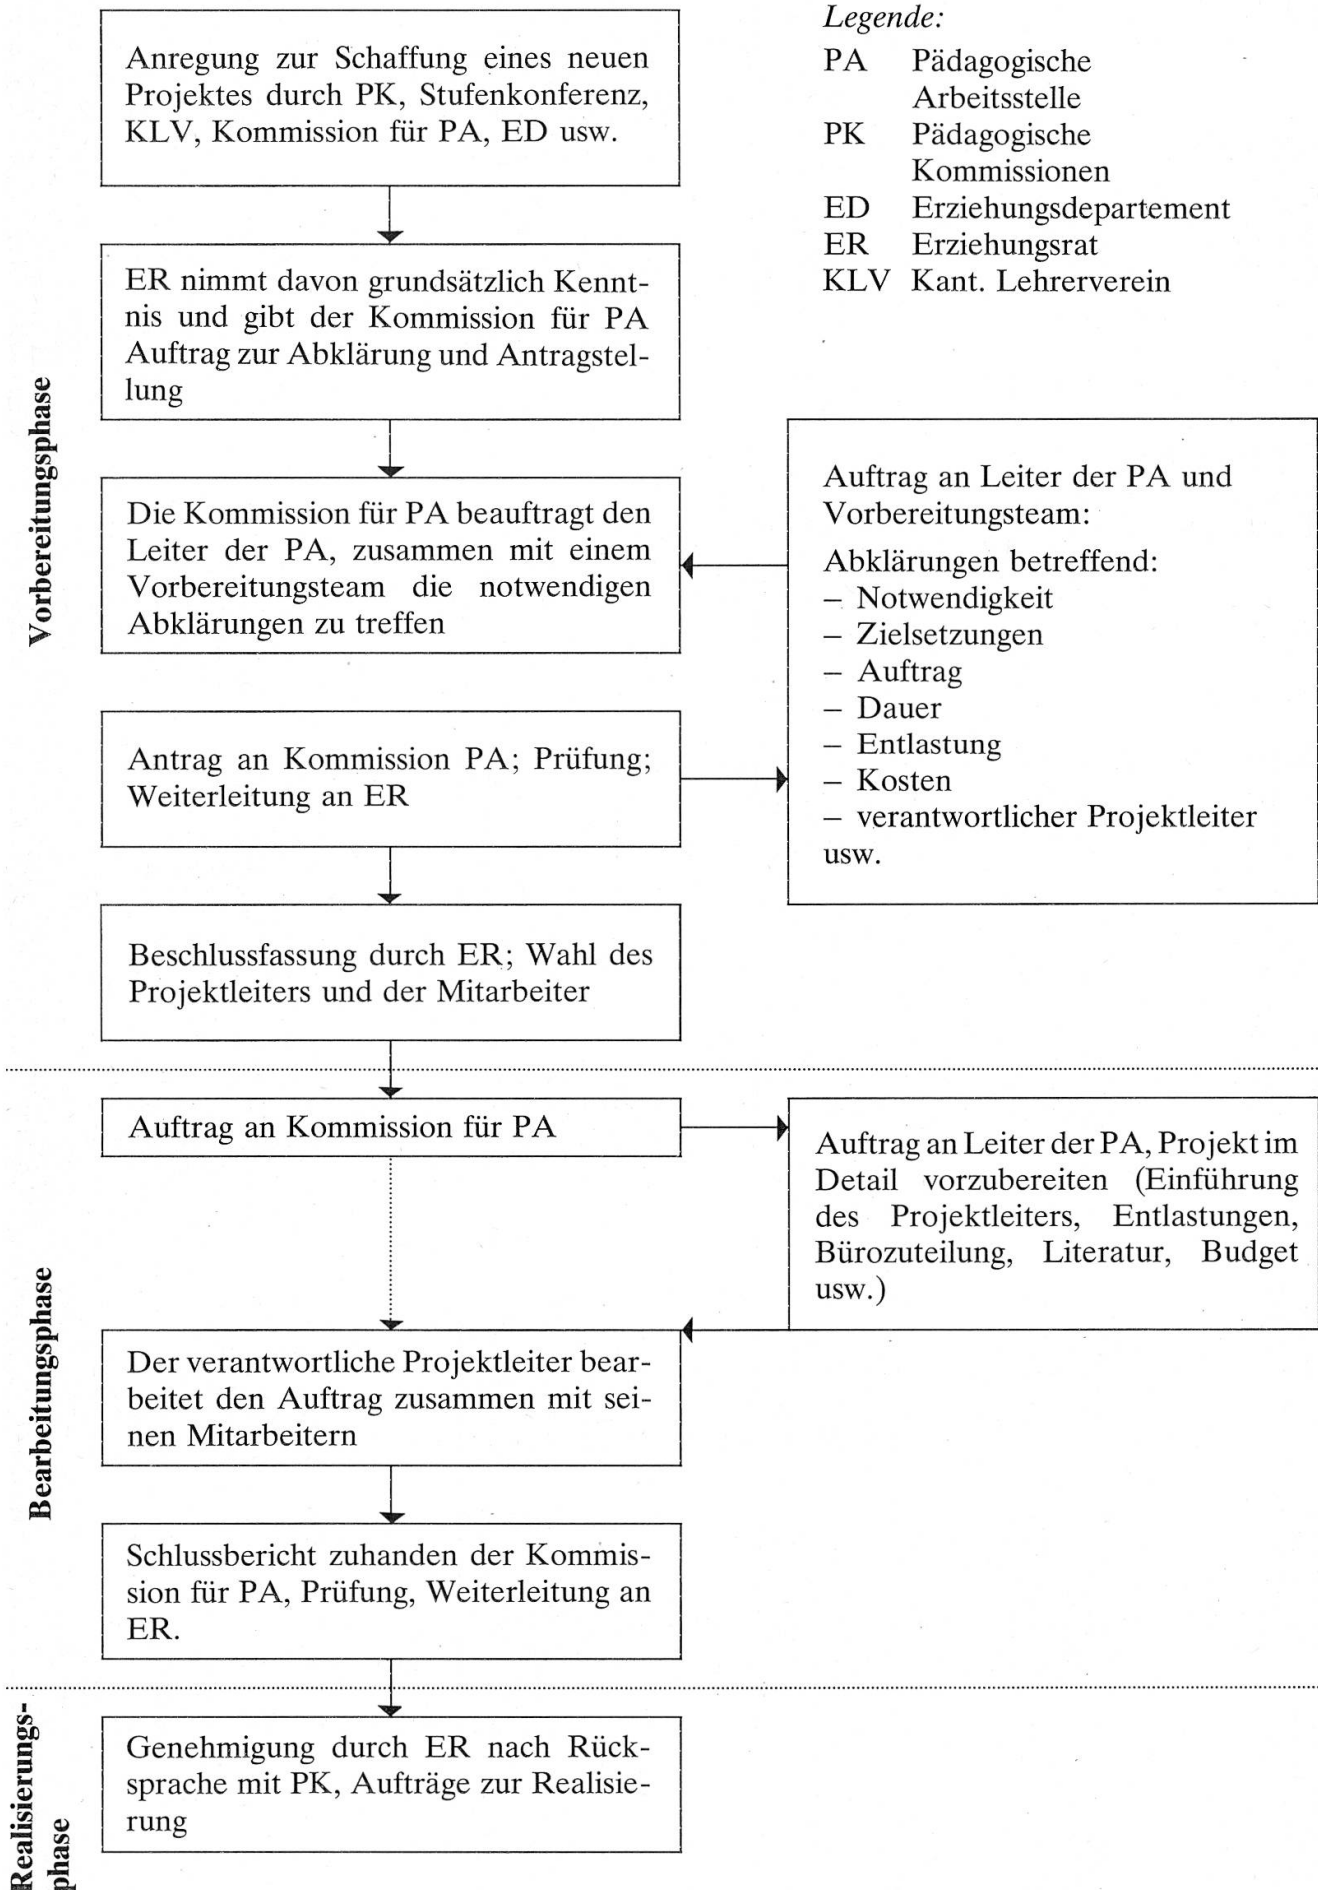 Anregung zur Schaffung eines neuen
Projektes durch PK, Stufenkonferenz,
KLV, Kommission für PA, ED usw.
Legende:
PA Pädagogische
Arbeitsstelle
PK Pädagogische
Kommissionen
ED Erziehungsdepartement
ER Erziehungsrat
KLV Kant. Lehrerverein
Vorbereitungsphase
ER nimmt davon grundsätzlich Kennt-
nis und gibt der Kommission für PA
Auftrag zur Abklärung und Antragstel-
lung
Die Kommission für PA beauftragt den
Leiter der PA, zusammen mit einem
Vorbereitungsteam die notwendigen
Abklärungen zu treffen
Auftrag an Leiter der PA und
Vorbereitungsteam:
Abklärungen betreffend:
– Notwendigkeit
– Zielsetzungen
– Auftrag
– Dauer
– Entlastung
– Kosten
– verantwortlicher Projektleiter
usw.
Antrag an Kommission PA; Prüfung;
Weiterleitung an ER
Beschlussfassung durch ER; Wahl des
Projektleiters und der Mitarbeiter
Bearbeitungsphase
Auftrag an Kommission für PA
Auftrag an Leiter der PA, Projekt im
Detail vorzubereiten (Einführung
des Projektleiters, Entlastungen,
Bürozuteilung, Literatur, Budget
usw.)
Der verantwortliche Projektleiter bear-
beitet den Auftrag zusammen mit sei-
nen Mitarbeitern
Schlussbericht zuhanden der Kommis-
sion für PA, Prüfung, Weiterleitung an
ER.
Realisierungs-
phase
Genehmigung durch ER nach Rück-
sprache mit PK, Aufträge zur Realisie-
rung